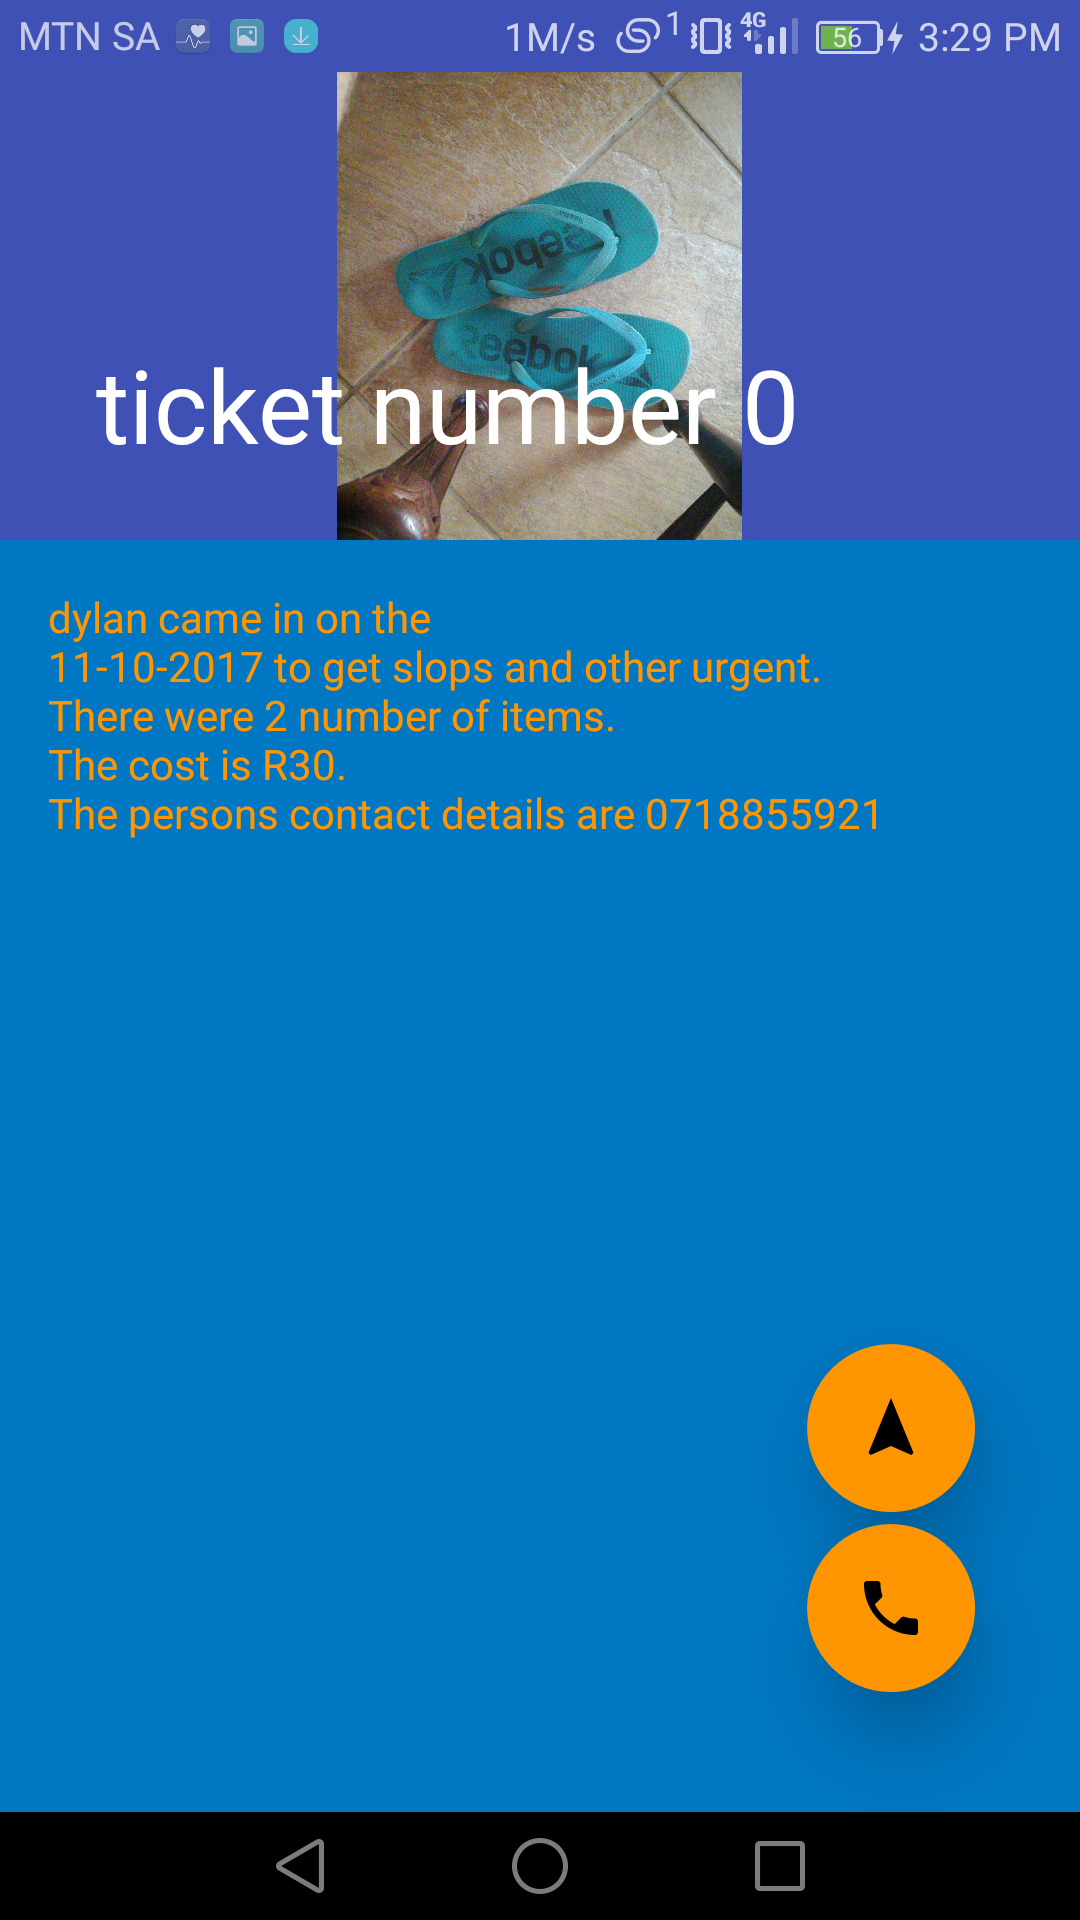 MTN SA 1M/s 1 4G 56 3:29 PM
Reebok
Reebok
ticket number 0
dylan came in on the
11-10-2017 to get slops and other urgent.
There were 2 number of items.
The cost is R30.
The persons contact details are 0718855921